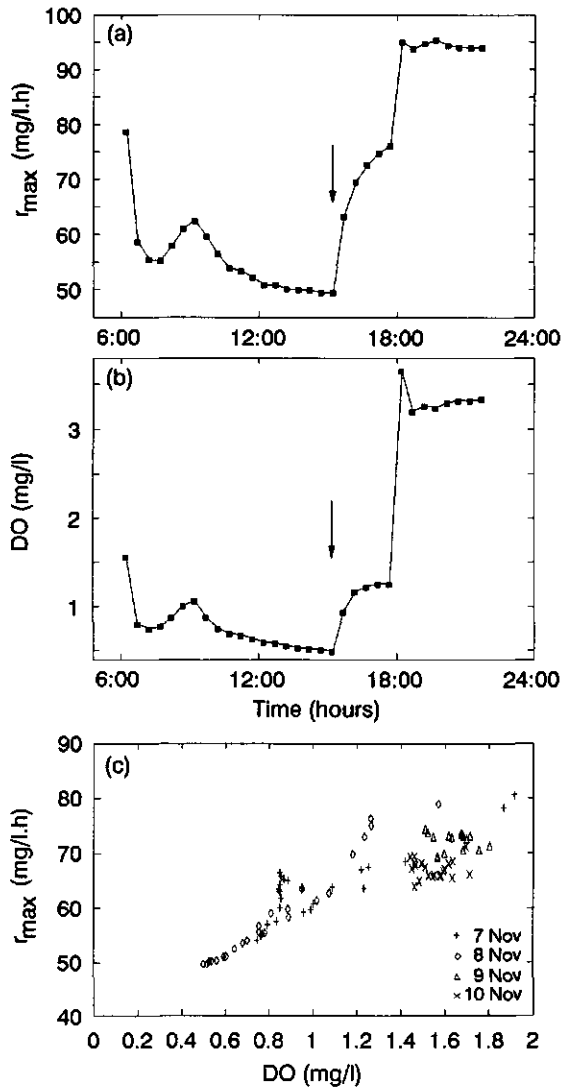 (a)
100
90
80
70
60
50
r_max (mg/l.h)
6:00 12:00 18:00 24:00
(b)
3
2
1
DO (mg/l)
6:00 12:00 18:00 24:00
Time (hours)
(c)
90
80
70
60
50
40
r_max (mg/l.h)
+ 7 Nov
◇ 8 Nov
△ 9 Nov
× 10 Nov
0 0.2 0.4 0.6 0.8 1 1.2 1.4 1.6 1.8 2
DO (mg/l)